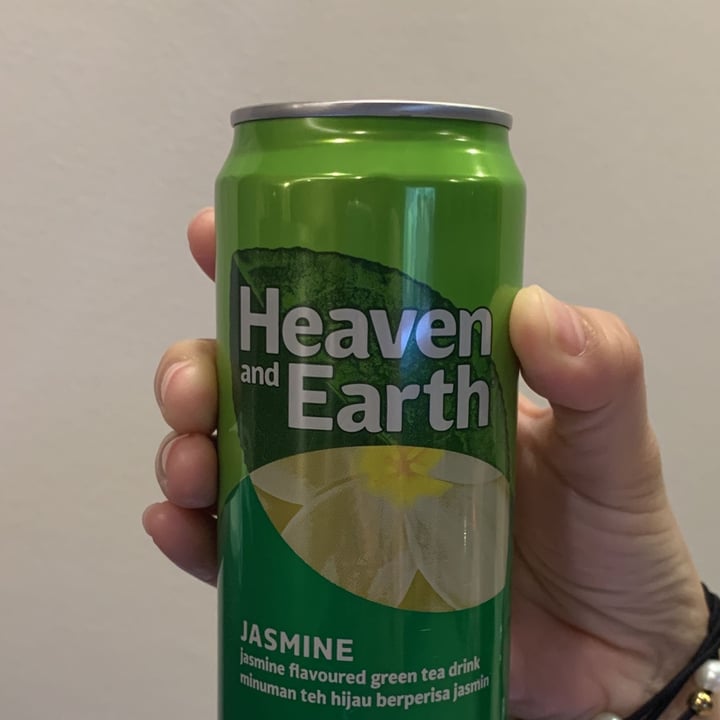 Heaven
and Earth
JASMINE
jasmine flavoured green tea drink
minuman teh hijau berperisa jasmin